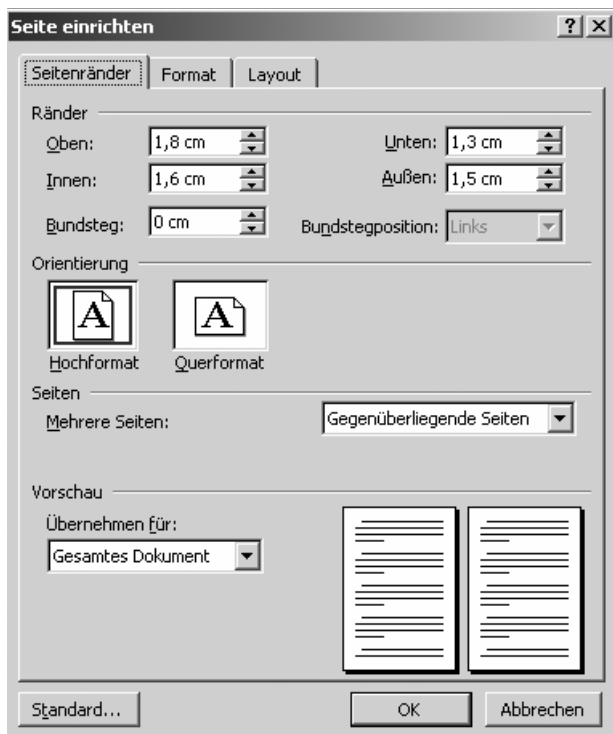 Seite einrichten
Seitenränder Format Layout
Ränder
Oben: 1,8 cm Unten: 1,3 cm
Innen: 1,6 cm Außen: 1,5 cm
Bundsteg: 0 cm Bundstegposition: Links
Orientierung
A A
Hochformat Querformat
Seiten
Mehrere Seiten: Gegenüberliegende Seiten
Vorschau
Übernehmen für:
Gesamtes Dokument
Standard... OK Abbrechen